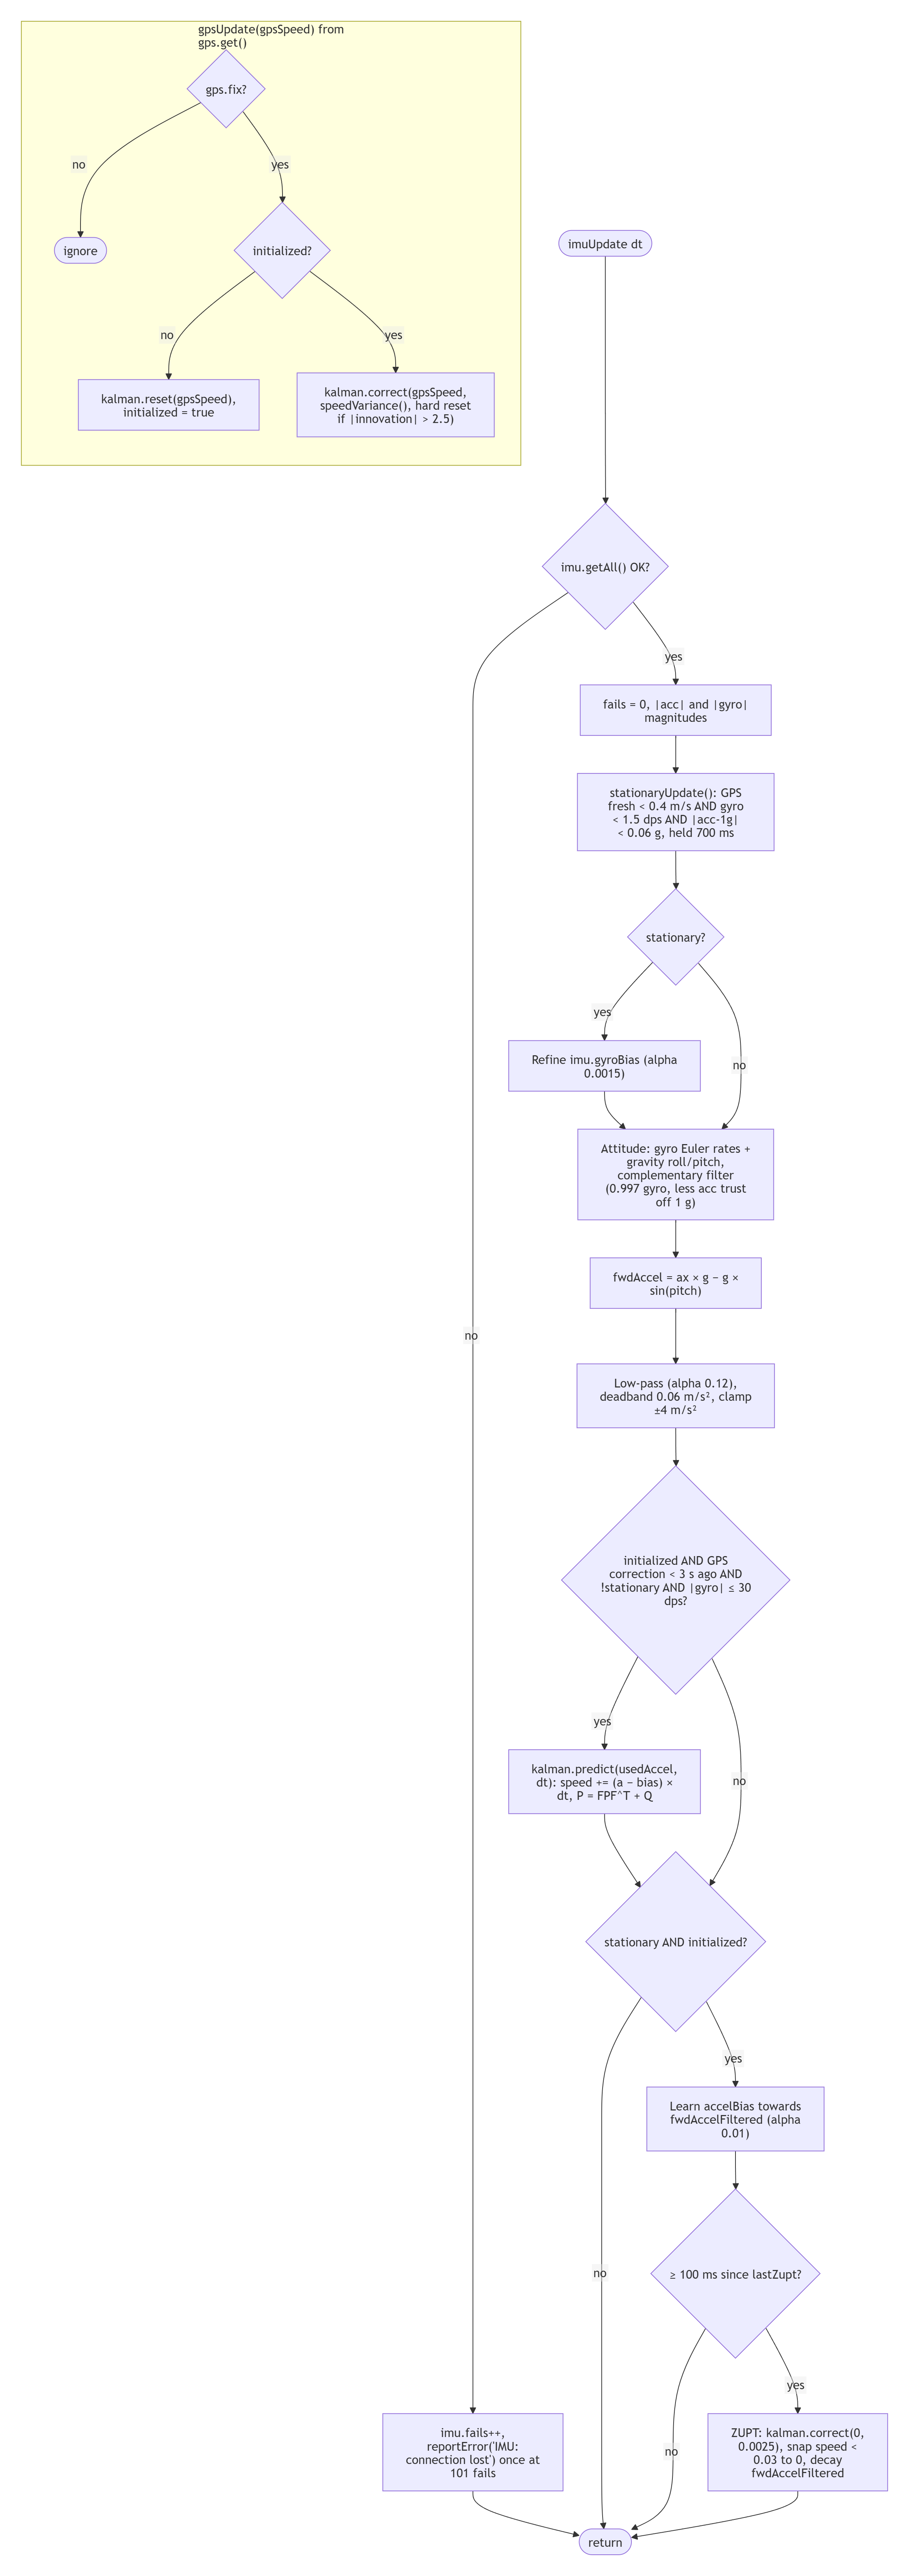 gpsUpdate(gpsSpeed) from
gps.get()
gps.fix?
no
yes
ignore
initialized?
no
yes
kalman.reset(gpsSpeed),
initialized = true
kalman.correct(gpsSpeed,
speedVariance(), hard reset
if |innovation| > 2.5)
imuUpdate dt
imu.getAll() OK?
yes
fails = 0, |acc| and |gyro|
magnitudes
stationaryUpdate(): GPS
fresh < 0.4 m/s AND gyro
< 1.5 dps AND |acc-1g|
< 0.06 g, held 700 ms
stationary?
yes
no
Refine imu.gyroBias (alpha
0.0015)
Attitude: gyro Euler rates +
gravity roll/pitch,
complementary filter
(0.997 gyro, less acc trust
off 1 g)
fwdAccel = ax × g − g ×
sin(pitch)
no
Low-pass (alpha 0.12),
deadband 0.06 m/s², clamp
±4 m/s²
initialized AND GPS
correction < 3 s ago AND
!stationary AND |gyro| ≤ 30
dps?
yes
no
kalman.predict(usedAccel,
dt): speed += (a − bias) ×
dt, P = FPF^T + Q
stationary AND initialized?
yes
Learn accelBias towards
fwdAccelFiltered (alpha
0.01)
no
≥ 100 ms since lastZupt?
yes
no
imu.fails++,
reportError('IMU:
connection lost') once at
101 fails
ZUPT: kalman.correct(0,
0.0025), snap speed <
0.03 to 0, decay
fwdAccelFiltered
return